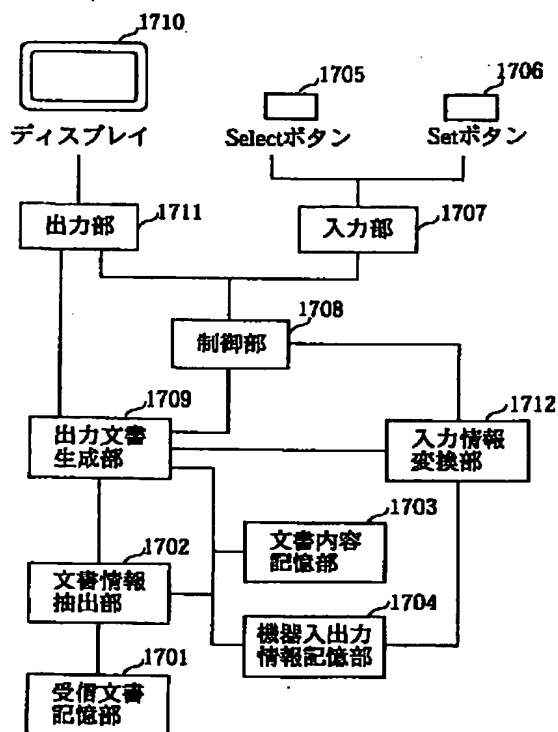 1710
1705
1706
ディスプレイ
Selectボタン
Setボタン
出力部
1711
入力部
1707
1708
制御部
1709
出力文書
生成部
1712
入力情報
変換部
1703
文書内容
記憶部
1702
文書情報
抽出部
1704
機器入出力
情報記憶部
1701
受信文書
記憶部